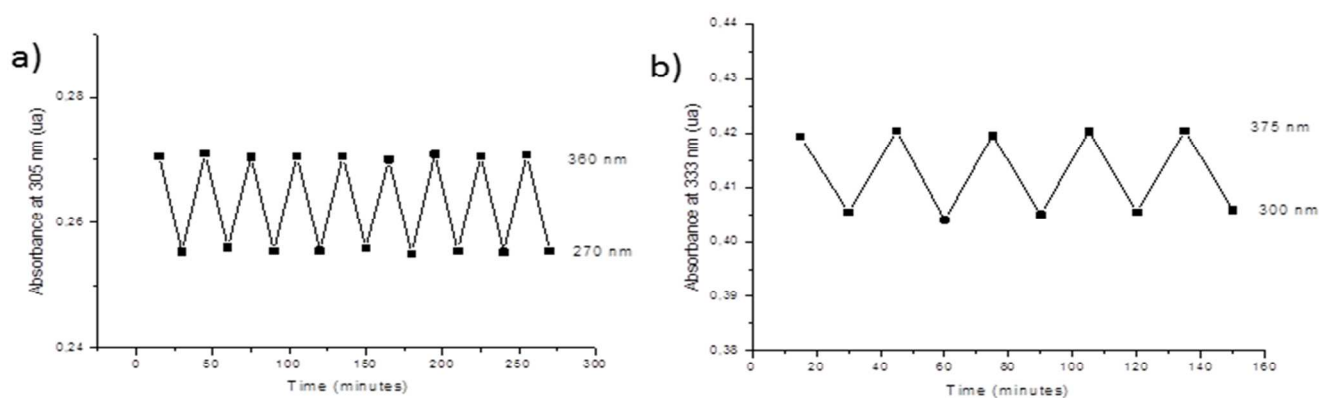 a)
Absorbance at 305 nm (ua)
0.28
0.26
0.24
360 nm
270 nm
0 50 100 150 200 250 300
Time (minutes)
b)
Absorbance at 333 nm (ua)
0.44
0.43
0.42
0.41
0.40
0.39
0.38
375 nm
300 nm
0 20 40 60 80 100 120 140 160
Time (minutes)